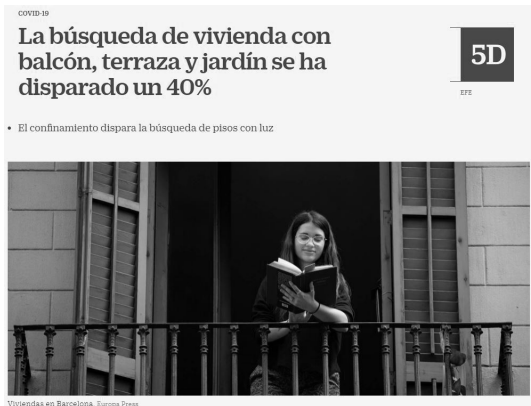 COVID-19
La búsqueda de vivienda con
balcón, terraza y jardín se ha
disparado un 40%
5D
EFE
• El confinamiento dispara la búsqueda de pisos con luz
Viviendas en Barcelona. Europa Press